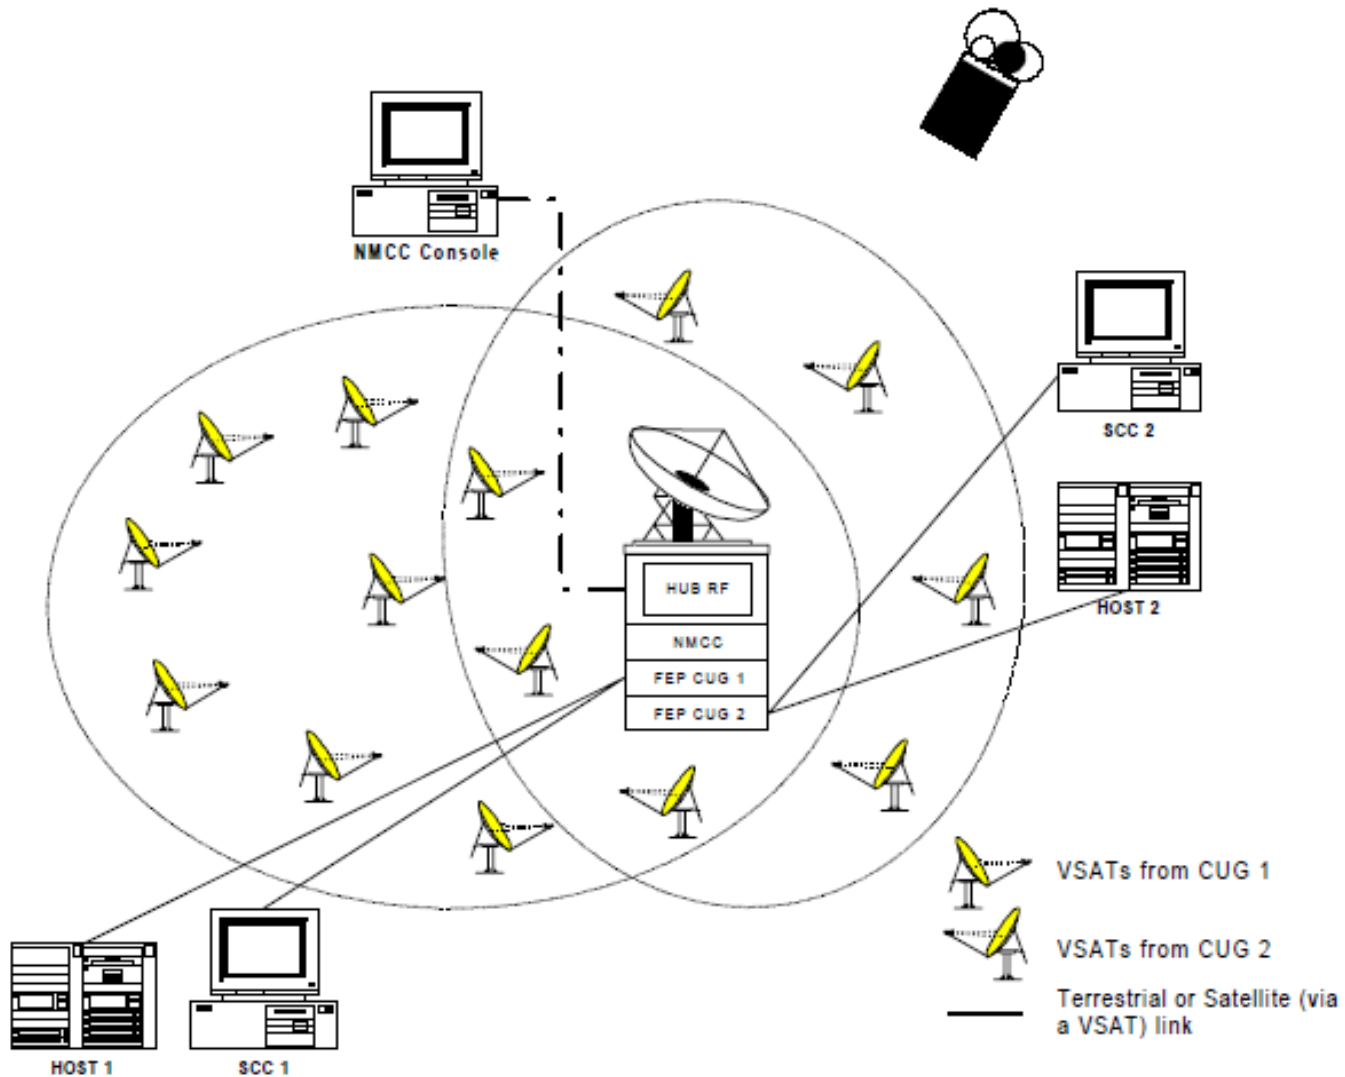 NMCC Console
SCC 2
HOST 2
HUB RF
NMCC
FEP CUG 1
FEP CUG 2
VSATs from CUG 1
VSATs from CUG 2
Terrestrial or Satellite (via
a VSAT) link
HOST 1
SCC 1